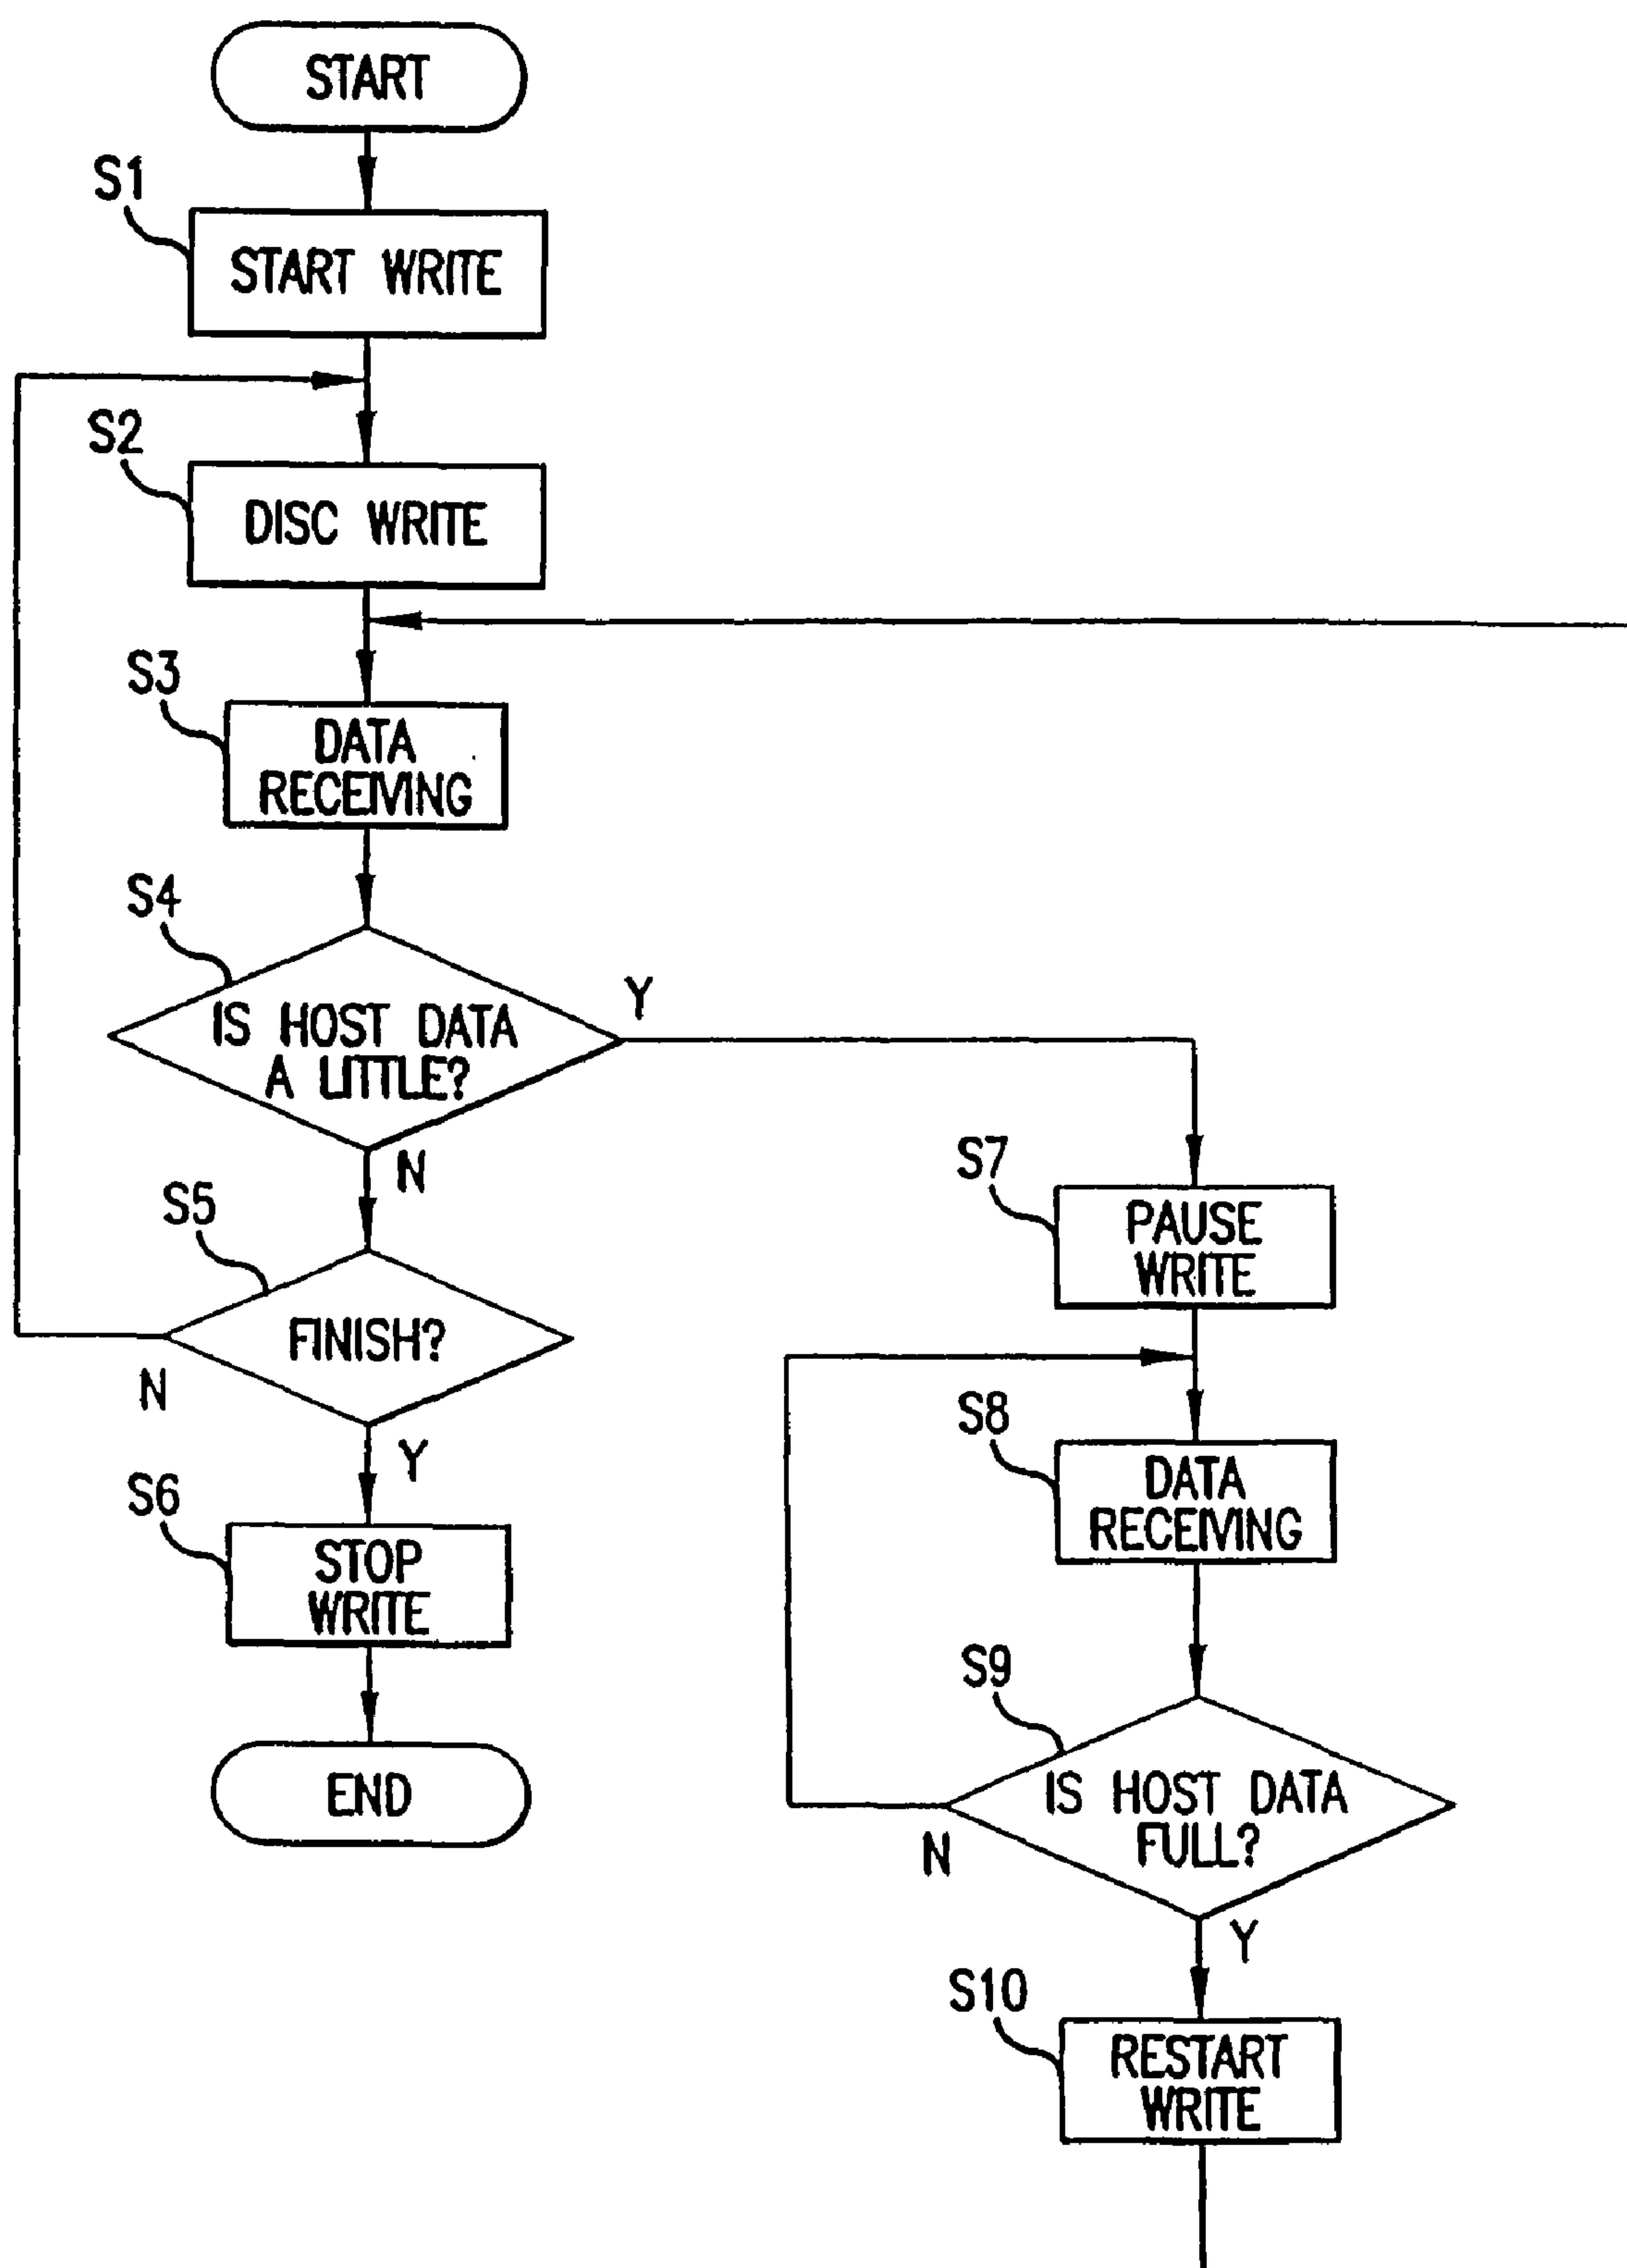 START
S1
START WRITE
S2
DISC WRITE
S3
DATA
RECEIVING
S4
IS HOST DATA
A LITTLE?
Y
N
S5
FINISH?
N
Y
S6
STOP
WRITE
END
S7
PAUSE
WRITE
S8
DATA
RECEIVING
S9
IS HOST DATA
FULL?
N
Y
S10
RESTART
WRITE